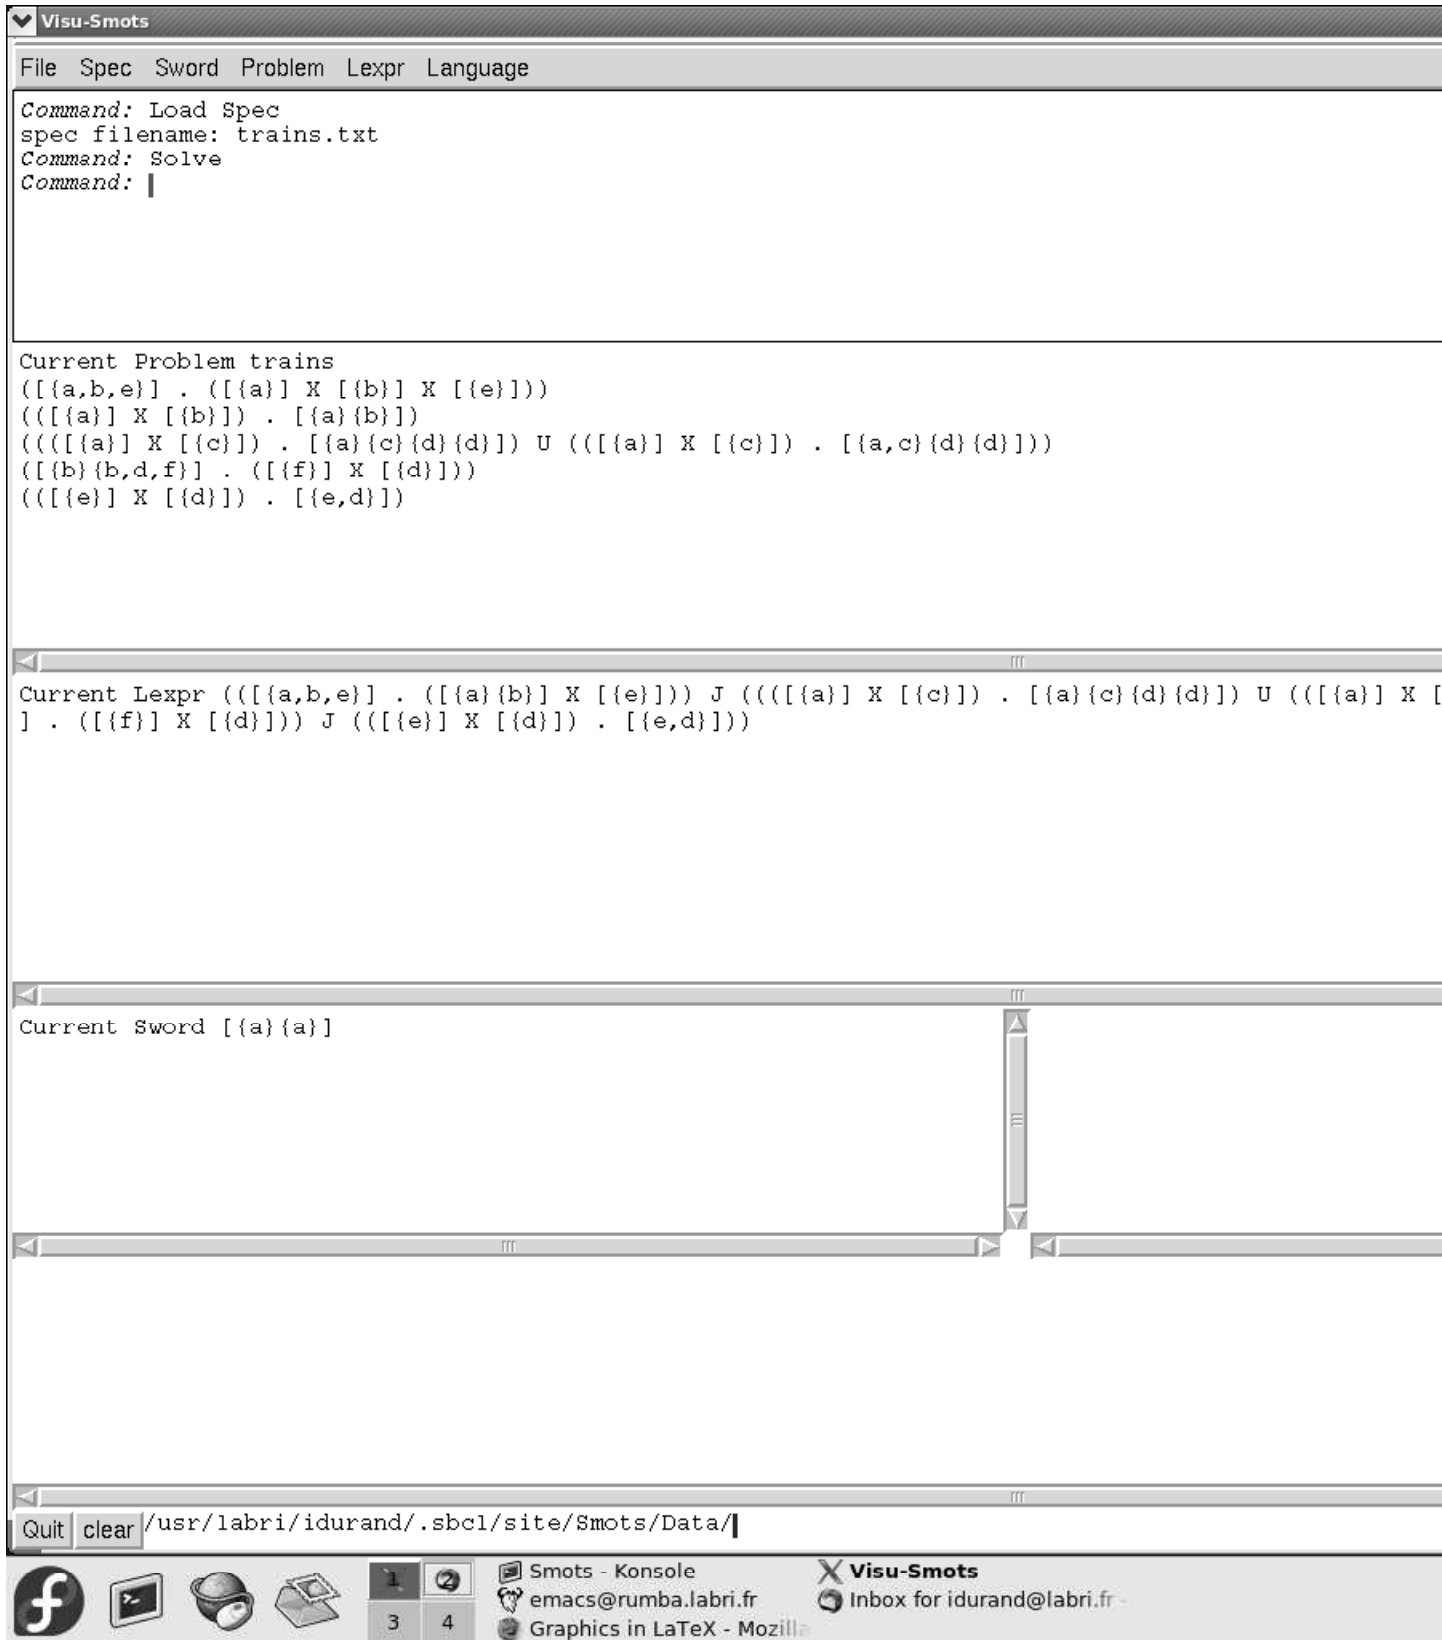 Visu-Smots
File Spec Sword Problem Lexpr Language
Command: Load Spec
spec filename: trains.txt
Command: Solve
Command:
Current Problem trains
([{a,b,e}] . ([{a}] X [{b}] X [{e}]))
(([{a}] X [{b}]) . [{a}{b}])
((([{a}] X [{c}]) . [{a}{c}{d}{d}]) U (([{a}] X [{c}]) . [{a,c}{d}{d}]))
([{b}{b,d,f}] . ([{f}] X [{d}]))
(([{e}] X [{d}]) . [{e,d}])
Current Lexpr (([{a,b,e}] . ([{a}{b}] X [{e}])) J ((([{a}] X [{c}]) . [{a}{c}{d}{d}]) U (([{a}] X [
] . ([{f}] X [{d}])) J (([{e}] X [{d}]) . [{e,d}]))
Current Sword [{a}{a}]
Quit clear /usr/labri/idurand/.sbcl/site/Smots/Data/
1 2
3 4
Smots - Konsole
Visu-Smots
emacs@rumba.labri.fr
Inbox for idurand@labri.fr -
Graphics in LaTeX - Mozilla